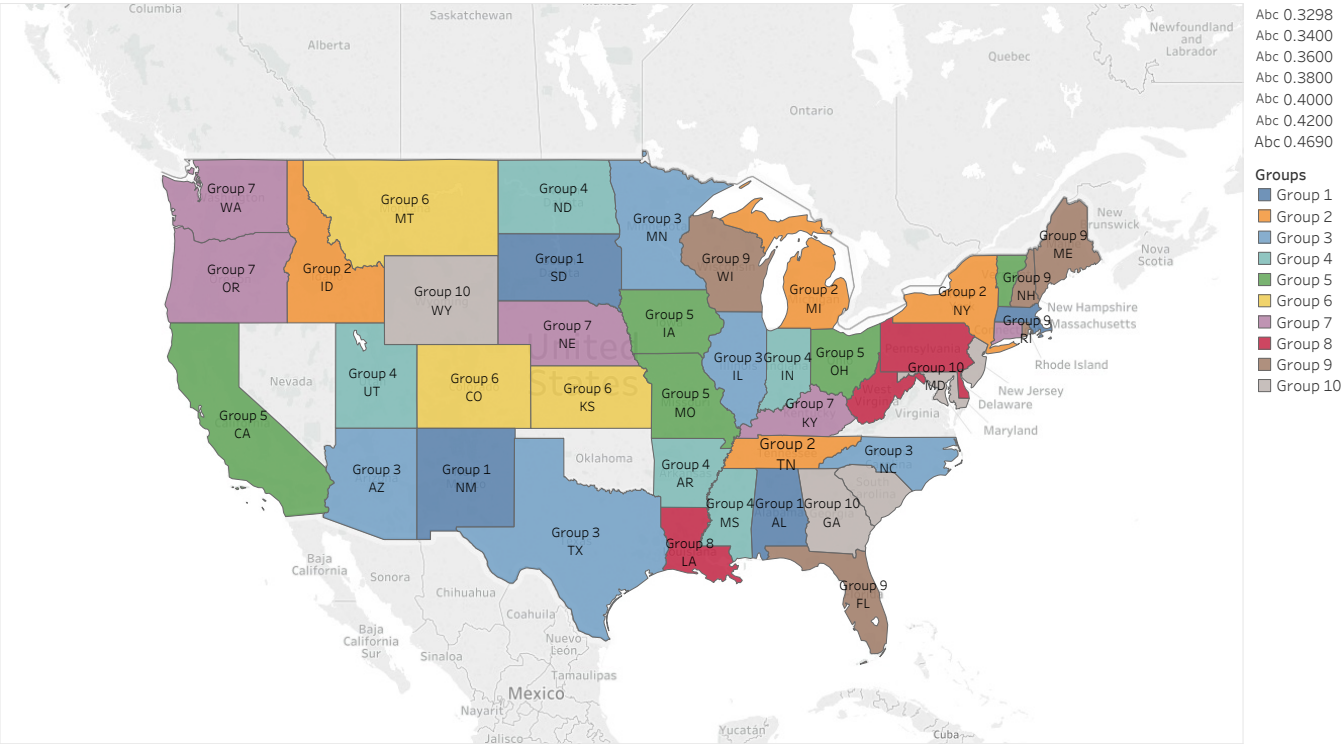 Columbia
Saskatchewan
Alberta
Newfoundland
and
Labrador
Quebec
Ontario
Group 7
WA
Group 6
MT
Group 4
ND
Group 3
MN
Group 9
ME
New
Brunswick
Nova
Scotia
Group 7
OR
Group 2
ID
Group 1
SD
Group 9
WI
Group 10
WY
Group 2
MI
Group 2
NY
Group 9
NH
New Hampshire
Massachusetts
Group 9
RI
Rhode Island
Group 7
NE
Group 5
IA
United
States
Nevada
Group 4
UT
Group 6
CO
Group 6
KS
Group 3
IL
Group 4
IN
Group 5
OH
Pennsylvania
Group 10
MD
New Jersey
Delaware
Maryland
West
Virginia
Virginia
Group 5
CA
Group 5
MO
Group 7
KY
Group 2
TN
Group 3
NC
Group 3
AZ
Group 1
NM
Oklahoma
Group 4
AR
South
Carolina
Group 4
MS
Group 1
AL
Group 10
GA
Group 3
TX
Group 8
LA
Group 9
FL
Baja
California
Sonora
Chihuahua
Coahuila
Baja
California
Sur
Sinaloa
Nuevo
León
Tamaulipas
Mexico
Nayarit
Jalisco
Yucatán
Cuba
Abc 0.3298
Abc 0.3400
Abc 0.3600
Abc 0.3800
Abc 0.4000
Abc 0.4200
Abc 0.4690
Groups
Group 1
Group 2
Group 3
Group 4
Group 5
Group 6
Group 7
Group 8
Group 9
Group 10